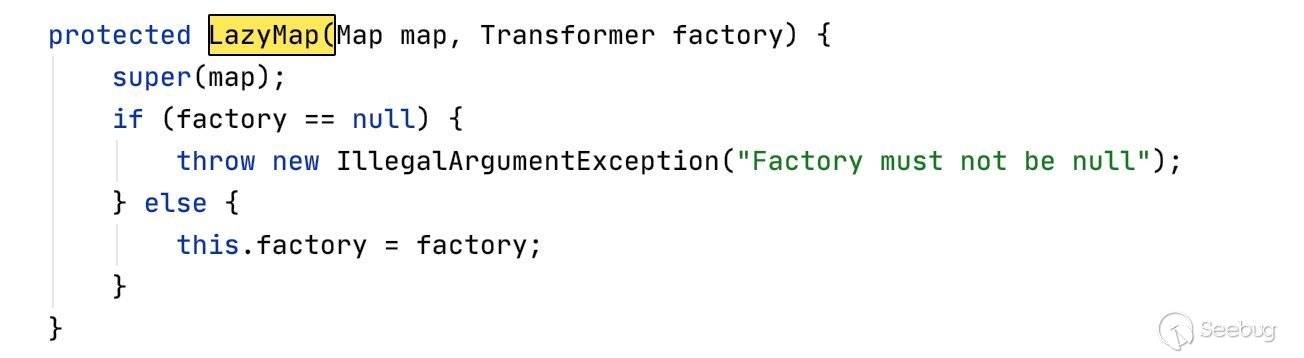 protected LazyMap(Map map, Transformer factory) {
    super(map);
    if (factory == null) {
        throw new IllegalArgumentException("Factory must not be null");
    } else {
        this.factory = factory;
    }
}
Seebug